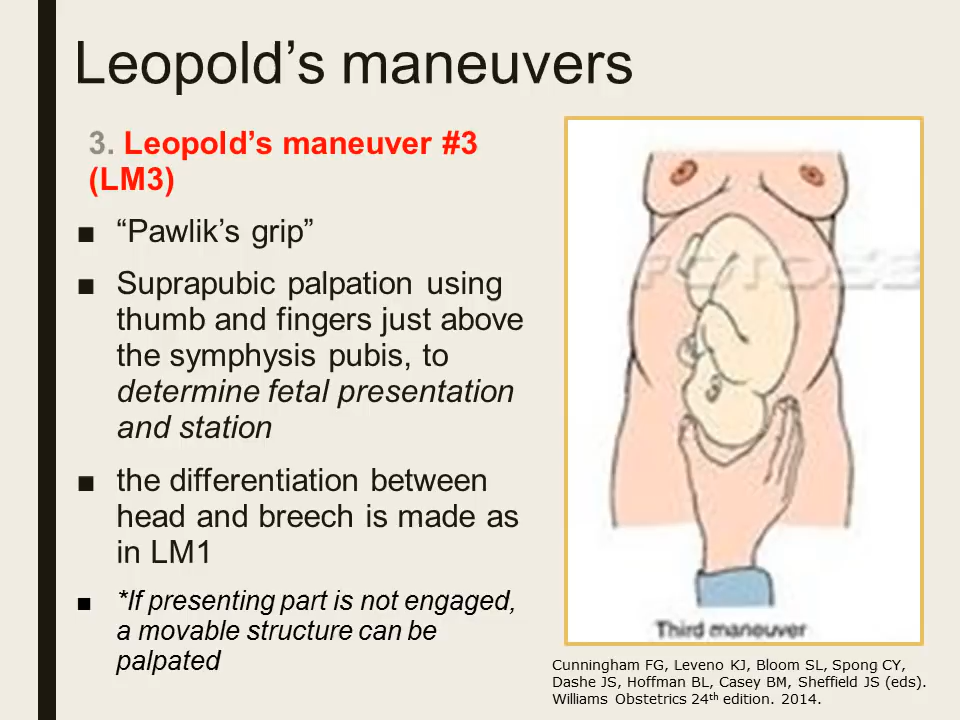 Leopold’s maneuvers
3. Leopold’s maneuver #3
(LM3)
■ “Pawlik’s grip”
■ Suprapubic palpation using
thumb and fingers just above
the symphysis pubis, to
determine fetal presentation
and station
■ the differentiation between
head and breech is made as
in LM1
■ *If presenting part is not engaged,
a movable structure can be
palpated
Third maneuver
Cunningham FG, Leveno KJ, Bloom SL, Spong CY,
Dashe JS, Hoffman BL, Casey BM, Sheffield JS (eds).
Williams Obstetrics 24th edition. 2014.